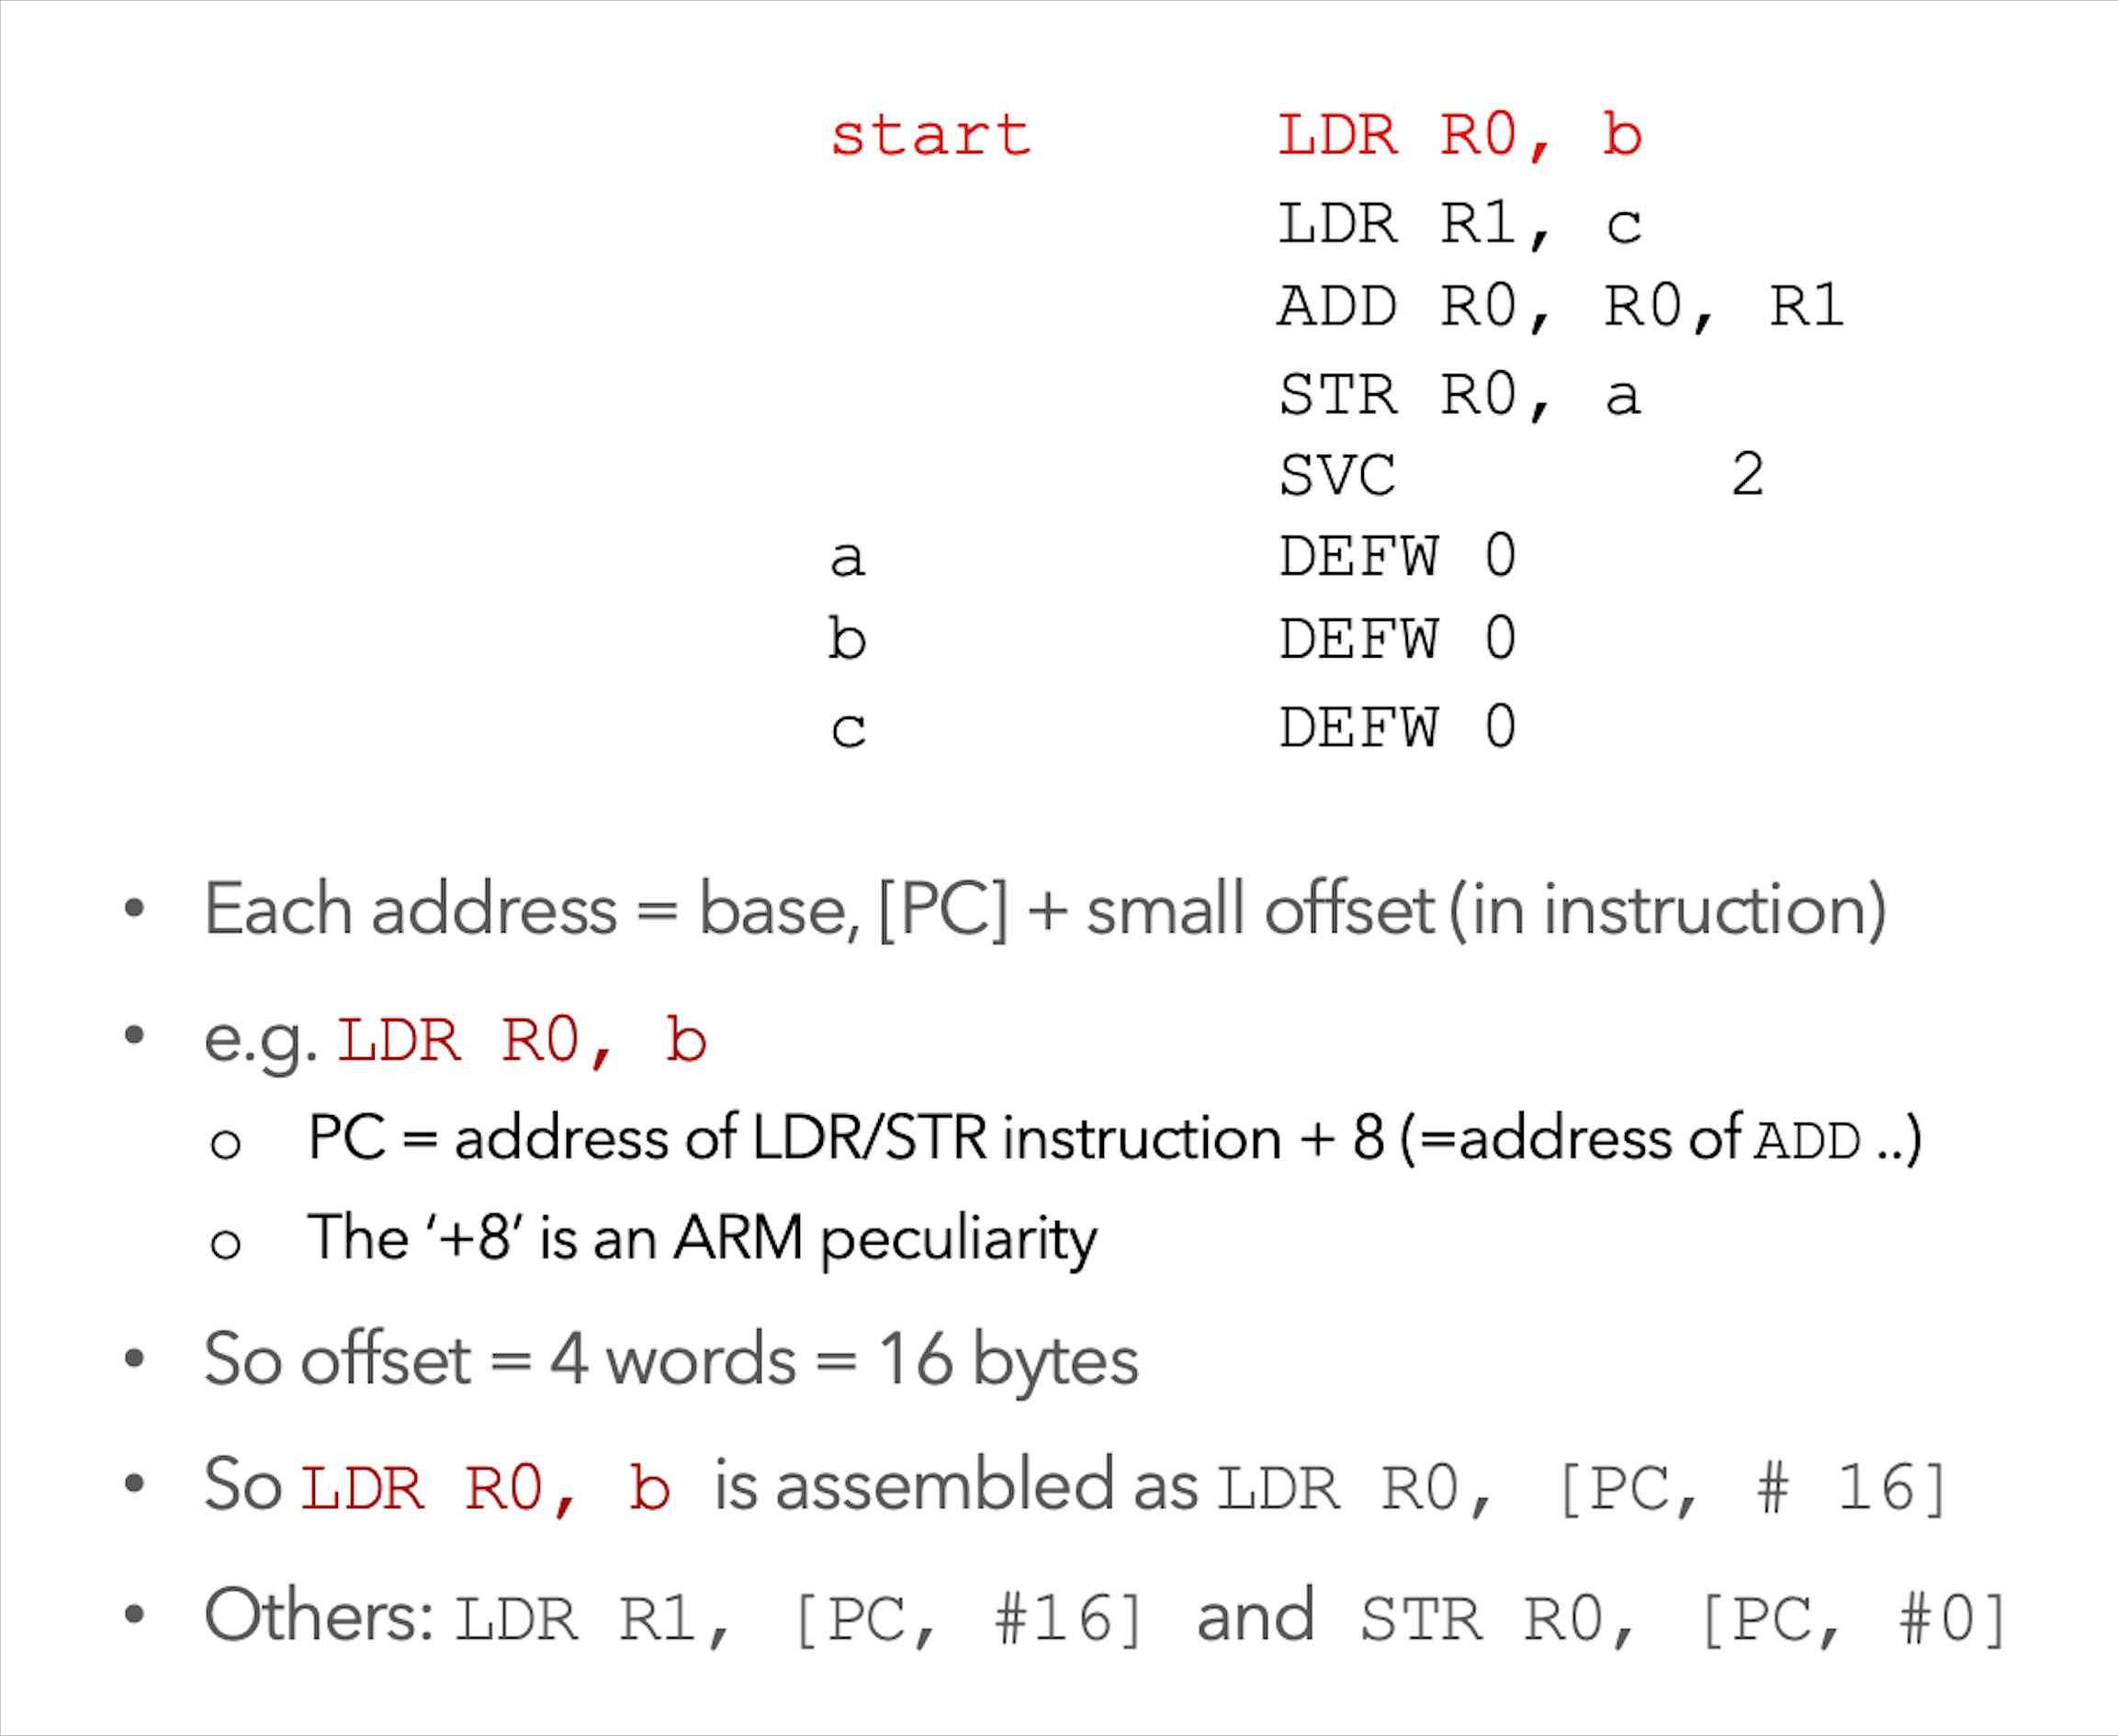 start LDR R0, b
LDR R1, c
ADD R0, R0, R1
STR R0, a
SVC 2
a DEFW 0
b DEFW 0
c DEFW 0
• Each address = base, [PC] + small offset (in instruction)
• e.g. LDR R0, b
○ PC = address of LDR/STR instruction + 8 (=address of ADD ..)
○ The ‘+8’ is an ARM peculiarity
• So offset = 4 words = 16 bytes
• So LDR R0, b is assembled as LDR R0, [PC, # 16]
• Others: LDR R1, [PC, #16] and STR R0, [PC, #0]